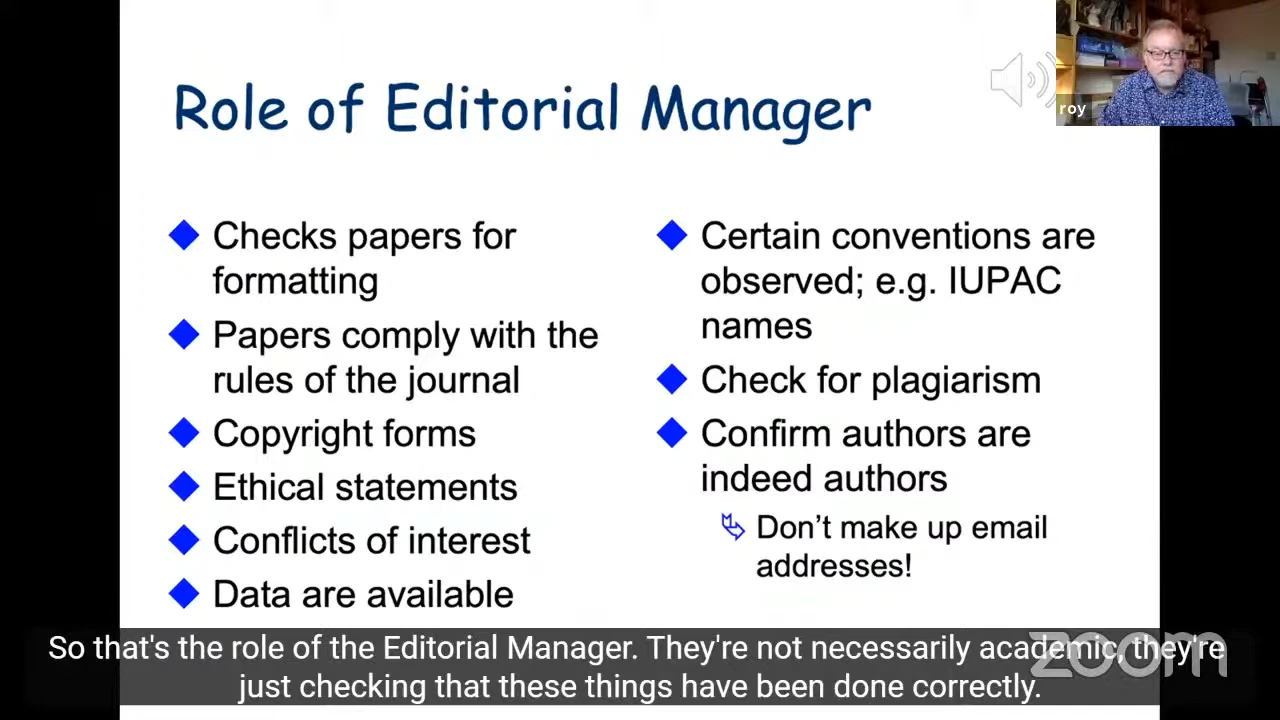 Role of Editorial Manager
roy
Checks papers for
formatting
Papers comply with the
rules of the journal
Copyright forms
Ethical statements
Conflicts of interest
Data are available
Certain conventions are
observed; e.g. IUPAC
names
Check for plagiarism
Confirm authors are
indeed authors
Don't make up email
addresses!
So that's the role of the Editorial Manager. They're not necessarily academic, they're
just checking that these things have been done correctly.
zoom